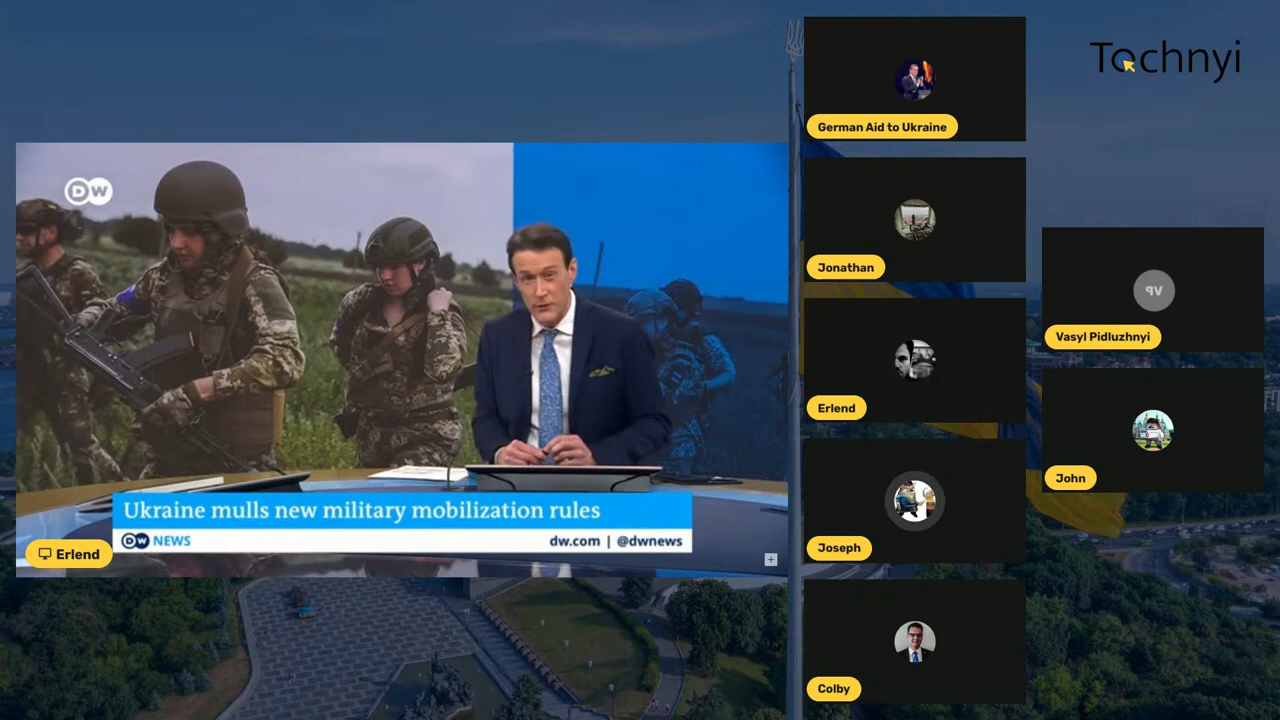 DW
Ukraine mulls new military mobilization rules
DW NEWS
dw.com | @dwnews
Erlend
German Aid to Ukraine
Jonathan
Erlend
Joseph
Colby
Tochnyi
VP
Vasyl Pidluzhnyi
John